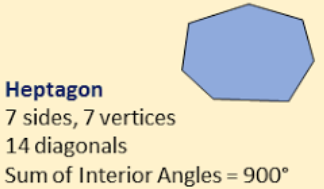 Heptagon
7 sides, 7 vertices
14 diagonals
Sum of Interior Angles = 900°